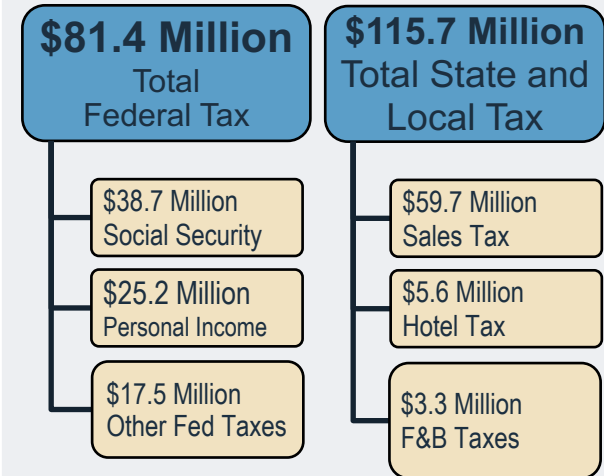 $81.4 Million
Total
Federal Tax
$38.7 Million
Social Security
$25.2 Million
Personal Income
$17.5 Million
Other Fed Taxes
$115.7 Million
Total State and
Local Tax
$59.7 Million
Sales Tax
$5.6 Million
Hotel Tax
$3.3 Million
F&B Taxes